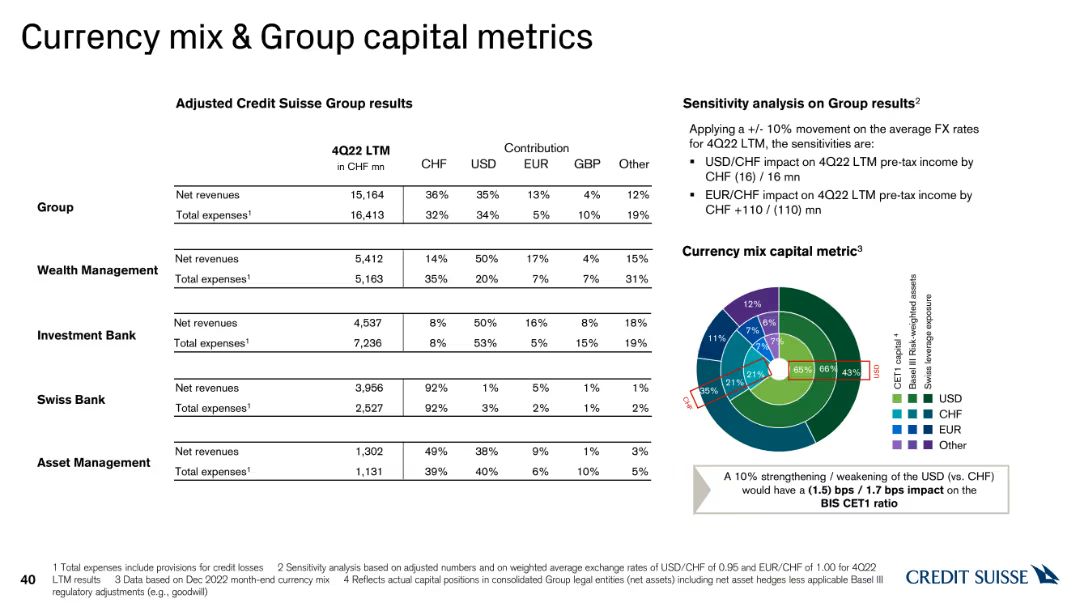 Currency mix & Group capital metrics
Adjusted Credit Suisse Group results
4Q22 LTM Contribution
in CHF mn CHF USD EUR GBP Other
Group
Net revenues 15,164 36% 35% 13% 4% 12%
Total expenses¹ 16,413 32% 34% 5% 10% 19%
Wealth Management
Net revenues 5,412 14% 50% 17% 4% 15%
Total expenses¹ 5,163 35% 20% 7% 7% 31%
Investment Bank
Net revenues 4,537 8% 50% 16% 8% 18%
Total expenses¹ 7,236 8% 53% 5% 15% 19%
Swiss Bank
Net revenues 3,956 92% 1% 5% 1% 1%
Total expenses¹ 2,527 92% 3% 2% 1% 2%
Asset Management
Net revenues 1,302 49% 38% 9% 1% 3%
Total expenses¹ 1,131 39% 40% 6% 10% 5%
Sensitivity analysis on Group results²
Applying a +/- 10% movement on the average FX rates
for 4Q22 LTM, the sensitivities are:
▪ USD/CHF impact on 4Q22 LTM pre-tax income by
CHF (16) / 16 mn
▪ EUR/CHF impact on 4Q22 LTM pre-tax income by
CHF +110 / (110) mn
Currency mix capital metric³
12%
6%
7%
11%
7%
7%
65% 66% 43%
USD
21%
21%
35%
CHF
CET1 capital ⁴
Basel III Risk-weighted assets
Swiss leverage exposure
USD
CHF
EUR
Other
A 10% strengthening / weakening of the USD (vs. CHF)
would have a (1.5) bps / 1.7 bps impact on the
BIS CET1 ratio
40
1 Total expenses include provisions for credit losses 2 Sensitivity analysis based on adjusted numbers and on weighted average exchange rates of USD/CHF of 0.95 and EUR/CHF of 1.00 for 4Q22
LTM results 3 Data based on Dec 2022 month-end currency mix 4 Reflects actual capital positions in consolidated Group legal entities (net assets) including net asset hedges less applicable Basel III
regulatory adjustments (e.g., goodwill)
CREDIT SUISSE